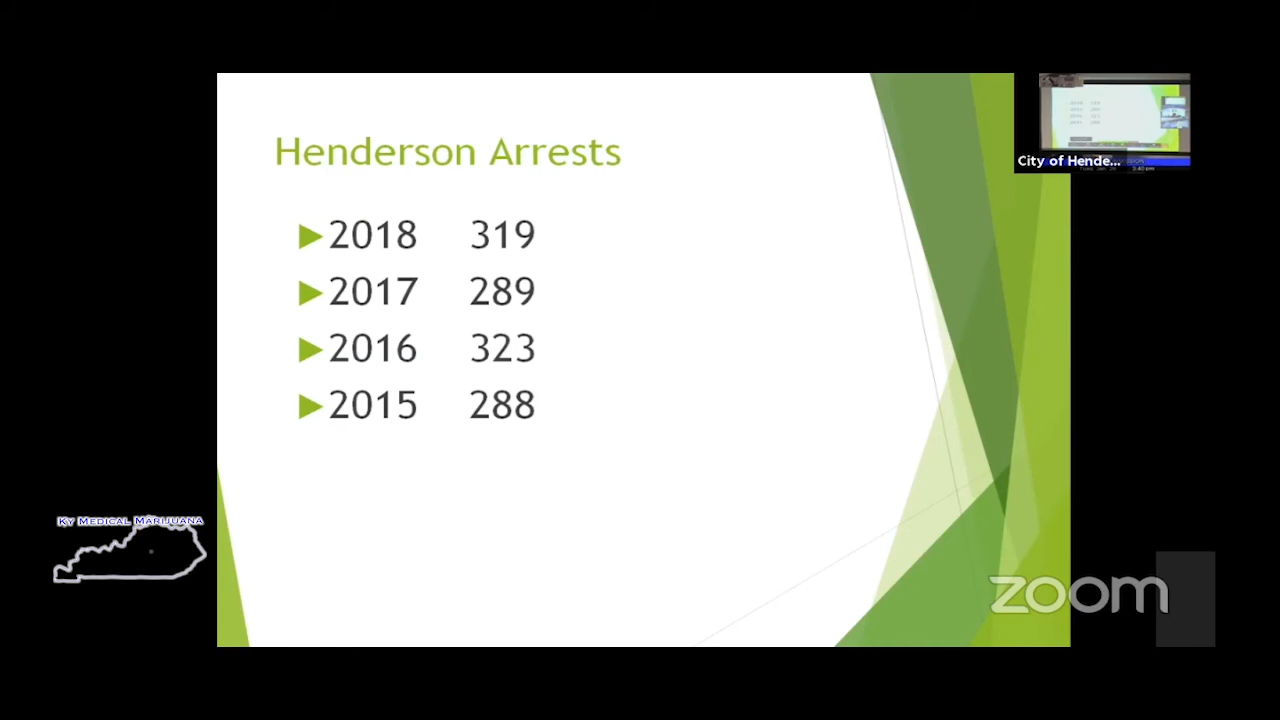 Henderson Arrests
2018 319
2017 289
2016 323
2015 288
City of Hende...
KY MEDICAL MARIJUANA
zoom